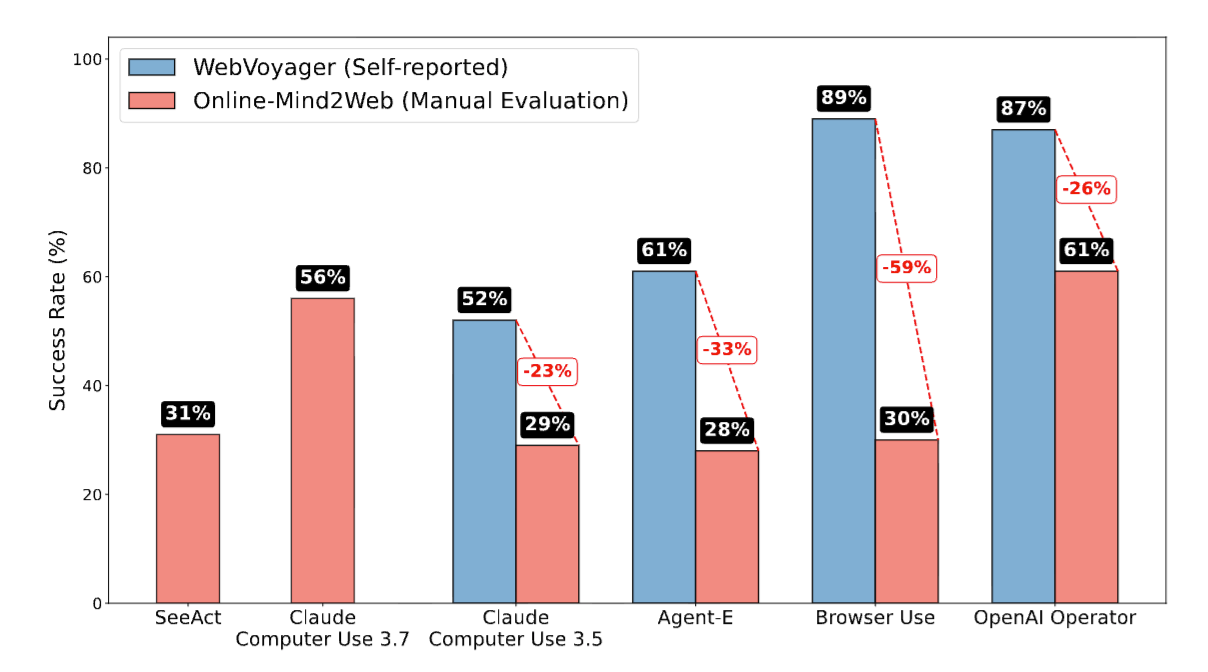 100
80
60
40
20
0
Success Rate (%)
WebVoyager (Self-reported)
Online-Mind2Web (Manual Evaluation)
31%
56%
52%
-23%
29%
61%
-33%
28%
89%
-59%
30%
87%
-26%
61%
SeeAct
Claude
Computer Use 3.7
Claude
Computer Use 3.5
Agent-E
Browser Use
OpenAI Operator